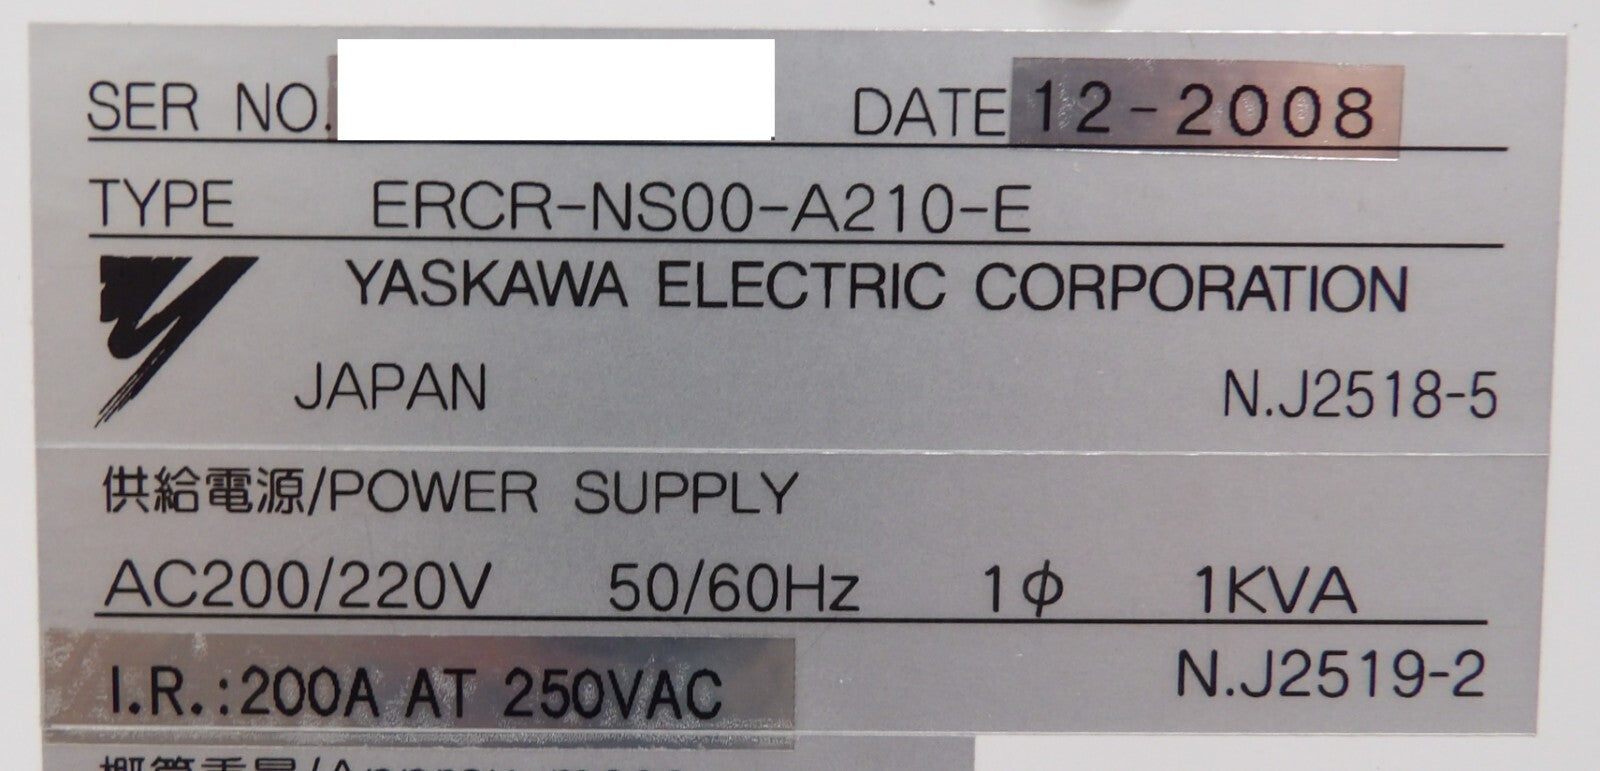 SER NO. DATE 12-2008
TYPE ERCR-NS00-A210-E
YASKAWA ELECTRIC CORPORATION
JAPAN N.J2518-5
供給電源/POWER SUPPLY
AC200/220V 50/60Hz 1ϕ 1KVA
I.R.:200A AT 250VAC N.J2519-2